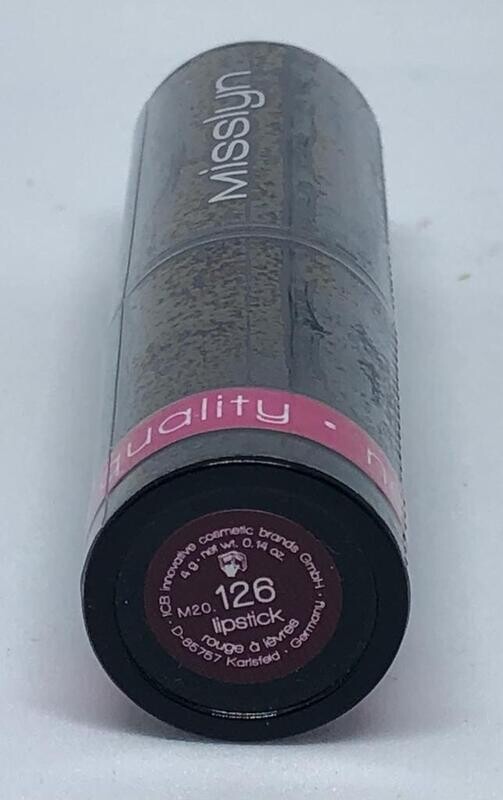 Misslyn
quality ·
· ICB innovative cosmetic brands GmbH ·
4 g · net wt. 0.14 oz.
M20. 126
lipstick
rouge à lèvres
· D-85757 Karlsfeld · Germany